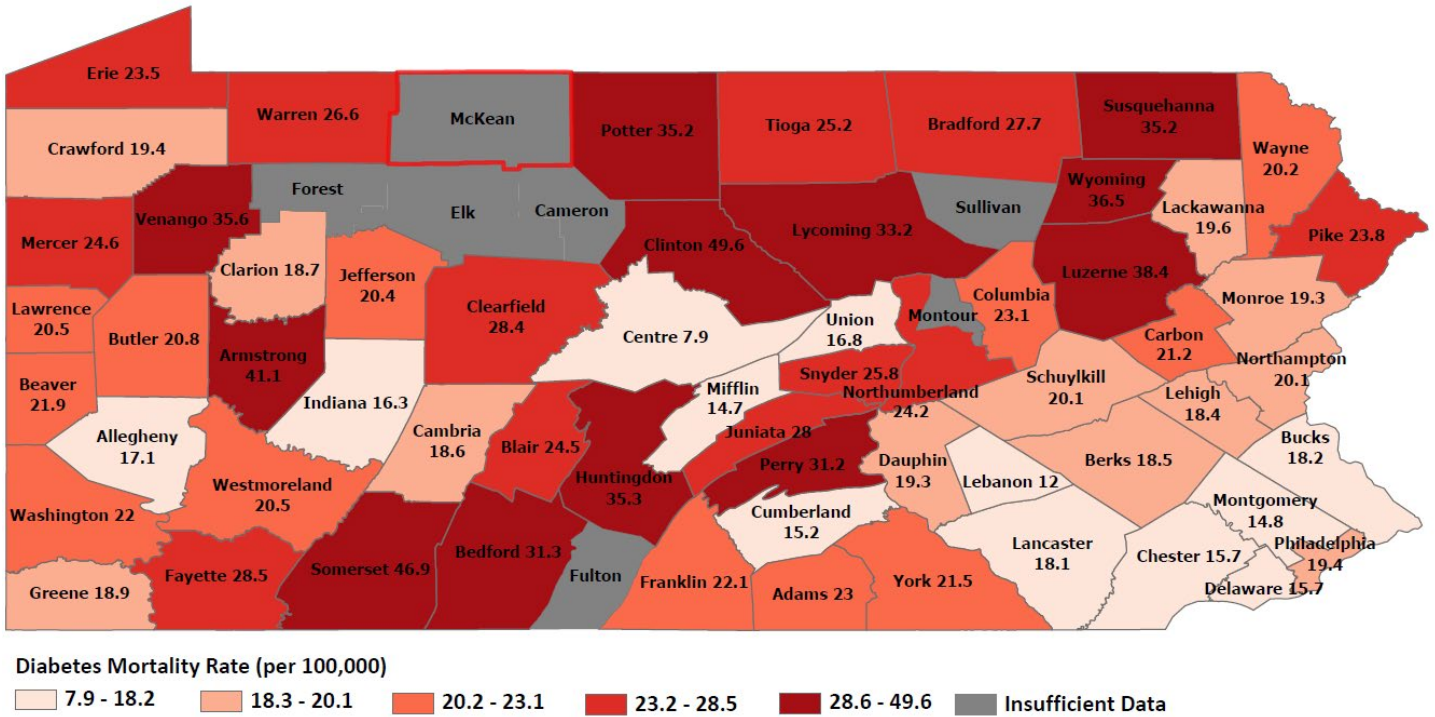 Erie 23.5
Warren 26.6
McKean
Potter 35.2
Tioga 25.2
Bradford 27.7
Susquehanna
35.2
Wayne
20.2
Crawford 19.4
Forest
Elk
Cameron
Sullivan
Wyoming
36.5
Lackawanna
19.6
Pike 23.8
Mercer 24.6
Venango 35.6
Clarion 18.7
Jefferson
20.4
Clearfield
28.4
Clinton 49.6
Lycoming 33.2
Luzerne 38.4
Monroe 19.3
Lawrence
20.5
Butler 20.8
Armstrong
41.1
Centre 7.9
Union
16.8
Montour
Columbia
23.1
Carbon
21.2
Northampton
20.1
Beaver
21.9
Indiana 16.3
Mifflin
14.7
Snyder 25.8
Northumberland
24.2
Schuylkill
20.1
Lehigh
18.4
Allegheny
17.1
Cambria
18.6
Blair 24.5
Juniata 28
Bucks
18.2
Westmoreland
20.5
Huntingdon
35.3
Perry 31.2
Dauphin
19.3
Lebanon 12
Berks 18.5
Montgomery
14.8
Washington 22
Cumberland
15.2
Lancaster
18.1
Chester 15.7
Philadelphia
19.4
Greene 18.9
Fayette 28.5
Somerset 46.9
Bedford 31.3
Fulton
Franklin 22.1
Adams 23
York 21.5
Delaware 15.7
Diabetes Mortality Rate (per 100,000)
7.9 - 18.2 18.3 - 20.1 20.2 - 23.1 23.2 - 28.5 28.6 - 49.6 Insufficient Data